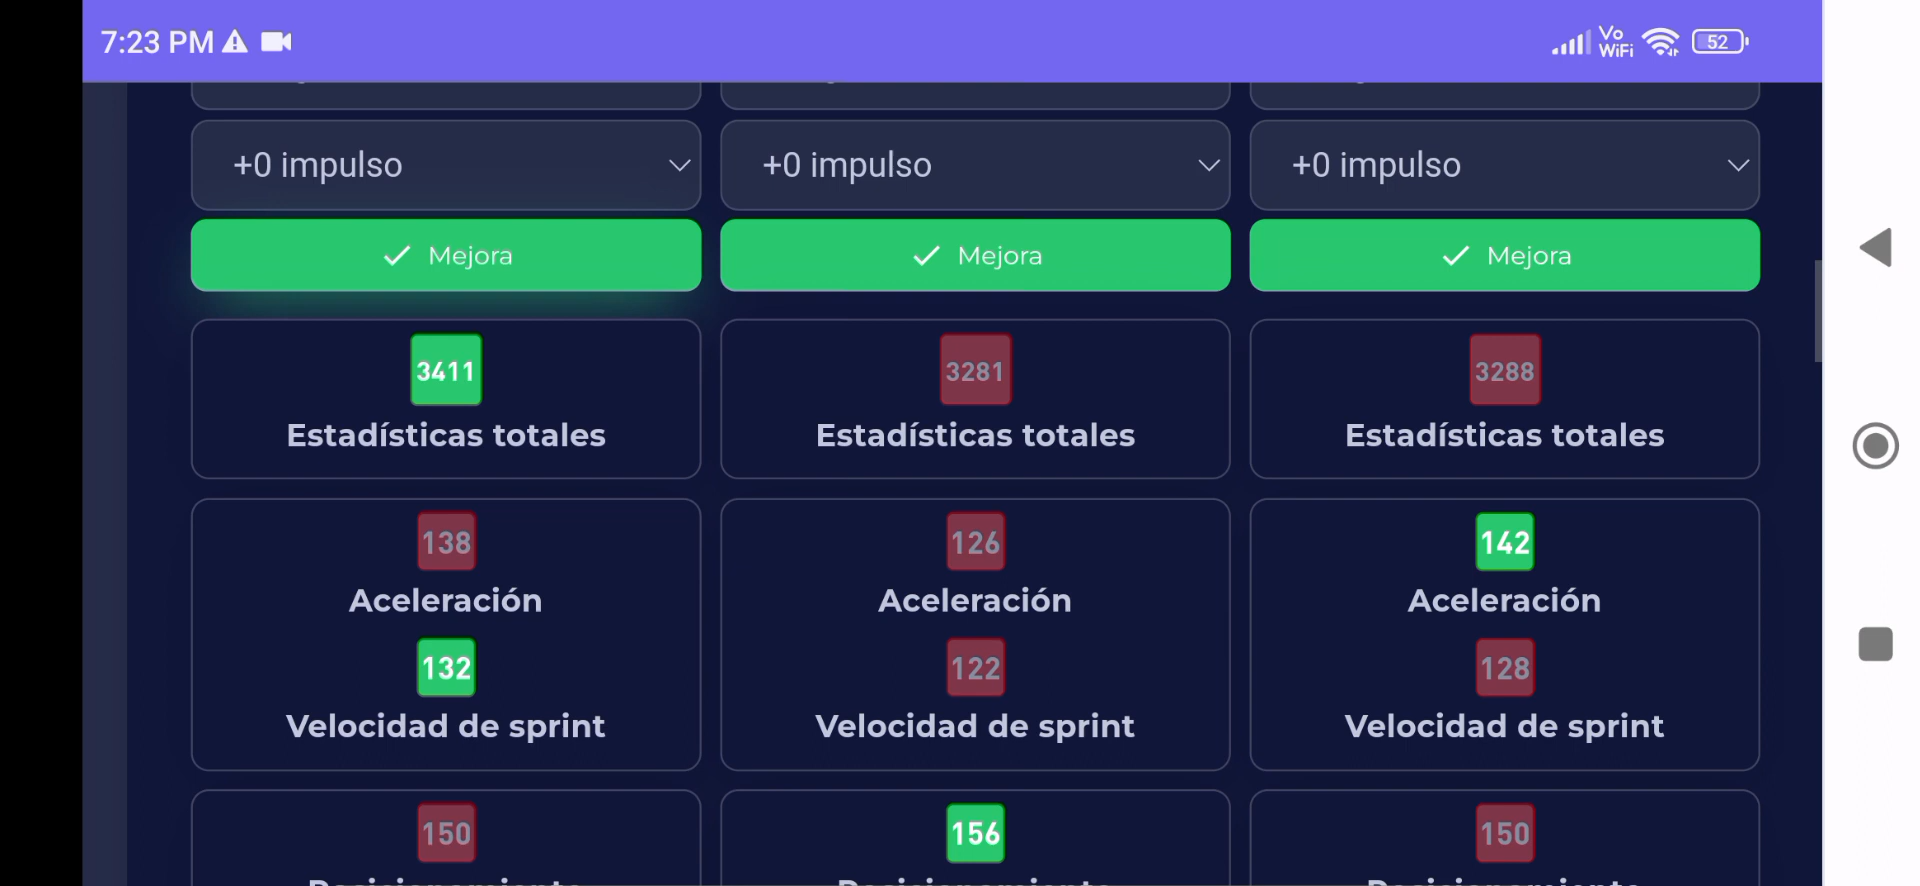 7:23 PM Vo WiFi 52
+0 impulso +0 impulso +0 impulso
Mejora Mejora Mejora
3411 3281 3288
Estadísticas totales Estadísticas totales Estadísticas totales
138 126 142
Aceleración Aceleración Aceleración
132 122 128
Velocidad de sprint Velocidad de sprint Velocidad de sprint
150 156 150